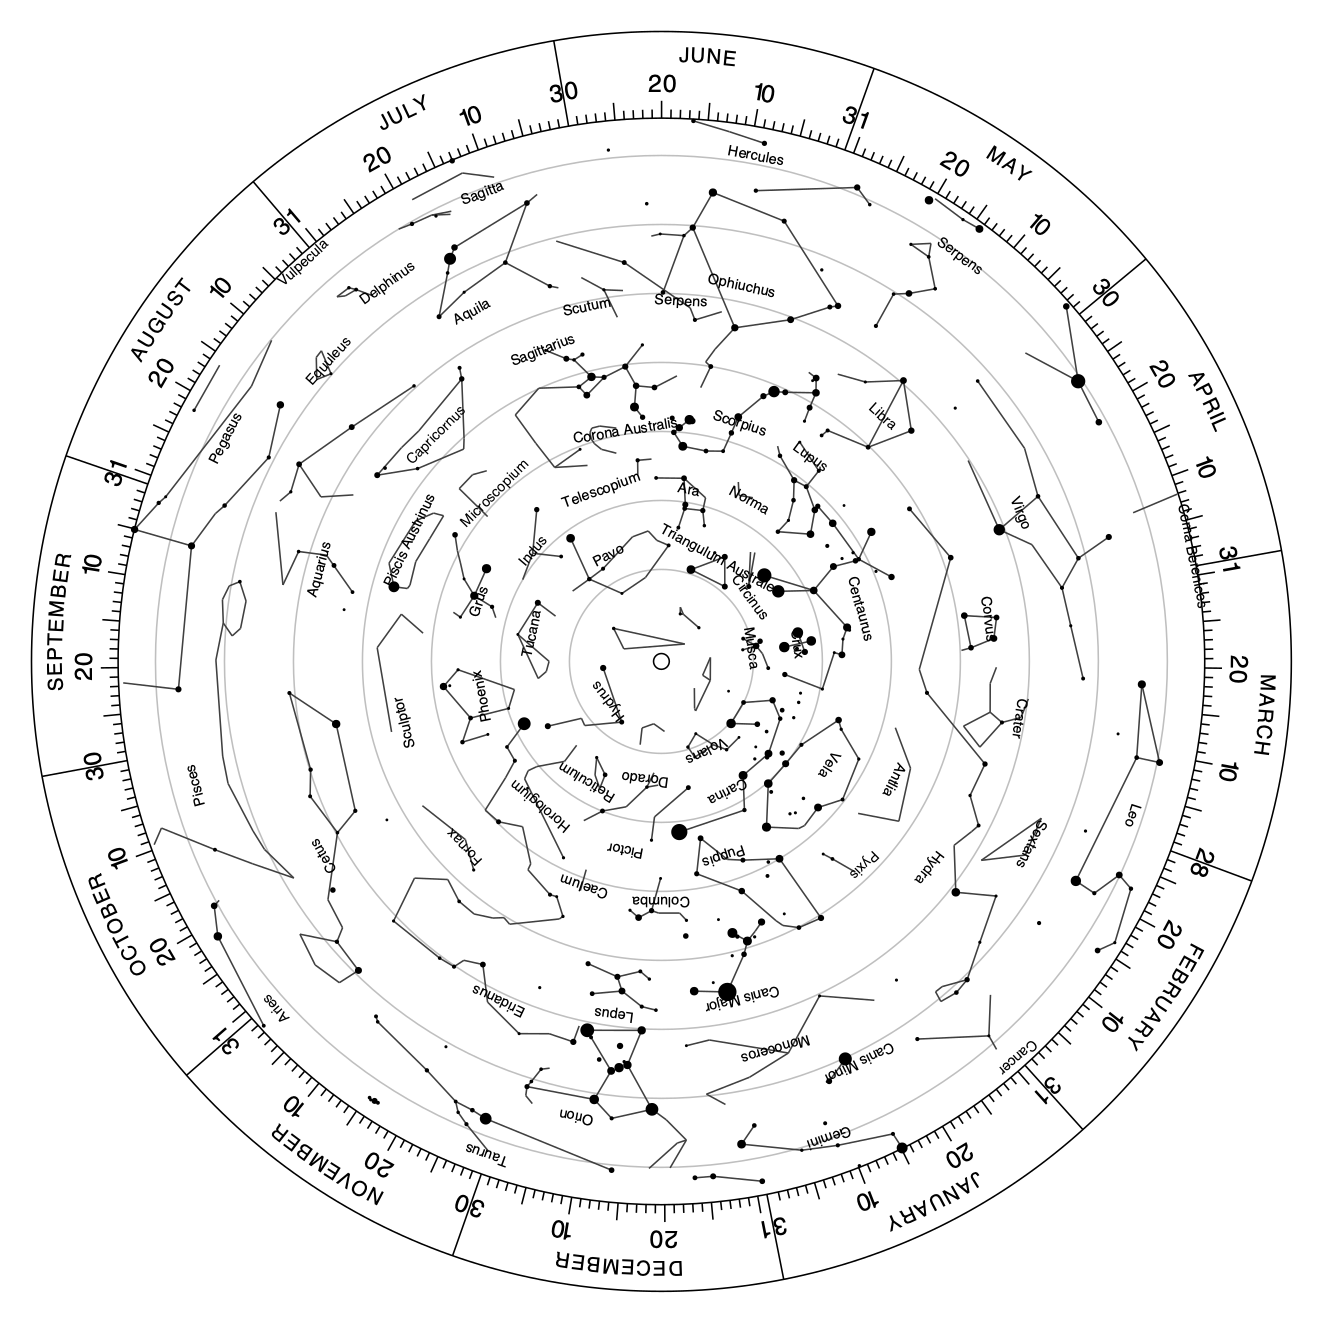 JUNE
20
10
31
MAY
20
10
30
APRIL
20
10
31
MARCH
20
10
28
FEBRUARY
20
10
31
JANUARY
20
10
31
DECEMBER
20
10
30
NOVEMBER
20
10
31
OCTOBER
20
10
30
SEPTEMBER
20
10
31
AUGUST
20
10
31
JULY
20
10
30
Hercules
Sagitta
Vulpecula
Delphinus
Aquila
Scutum
Serpens
Ophiuchus
Serpens
Equuleus
Sagittarius
Pegasus
Capricornus
Corona Australis
Scorpius
Libra
Lupus
Microscopium
Telescopium
Ara
Norma
Virgo
Coma Berenices
Aquarius
Piscis Austrinus
Indus
Pavo
Triangulum Australe
Circinus
Centaurus
Corvus
Grus
Tucana
Musca
Crux
Phoenix
Sculptor
Hydrus
Crater
Volans
Vela
Antlia
Pisces
Reticulum
Dorado
Carina
Horologium
Leo
Cetus
Fornax
Pictor
Puppis
Pyxis
Hydra
Sextans
Caelum
Columba
Aries
Eridanus
Lepus
Canis Major
Monoceros
Canis Minor
Cancer
Orion
Gemini
Taurus